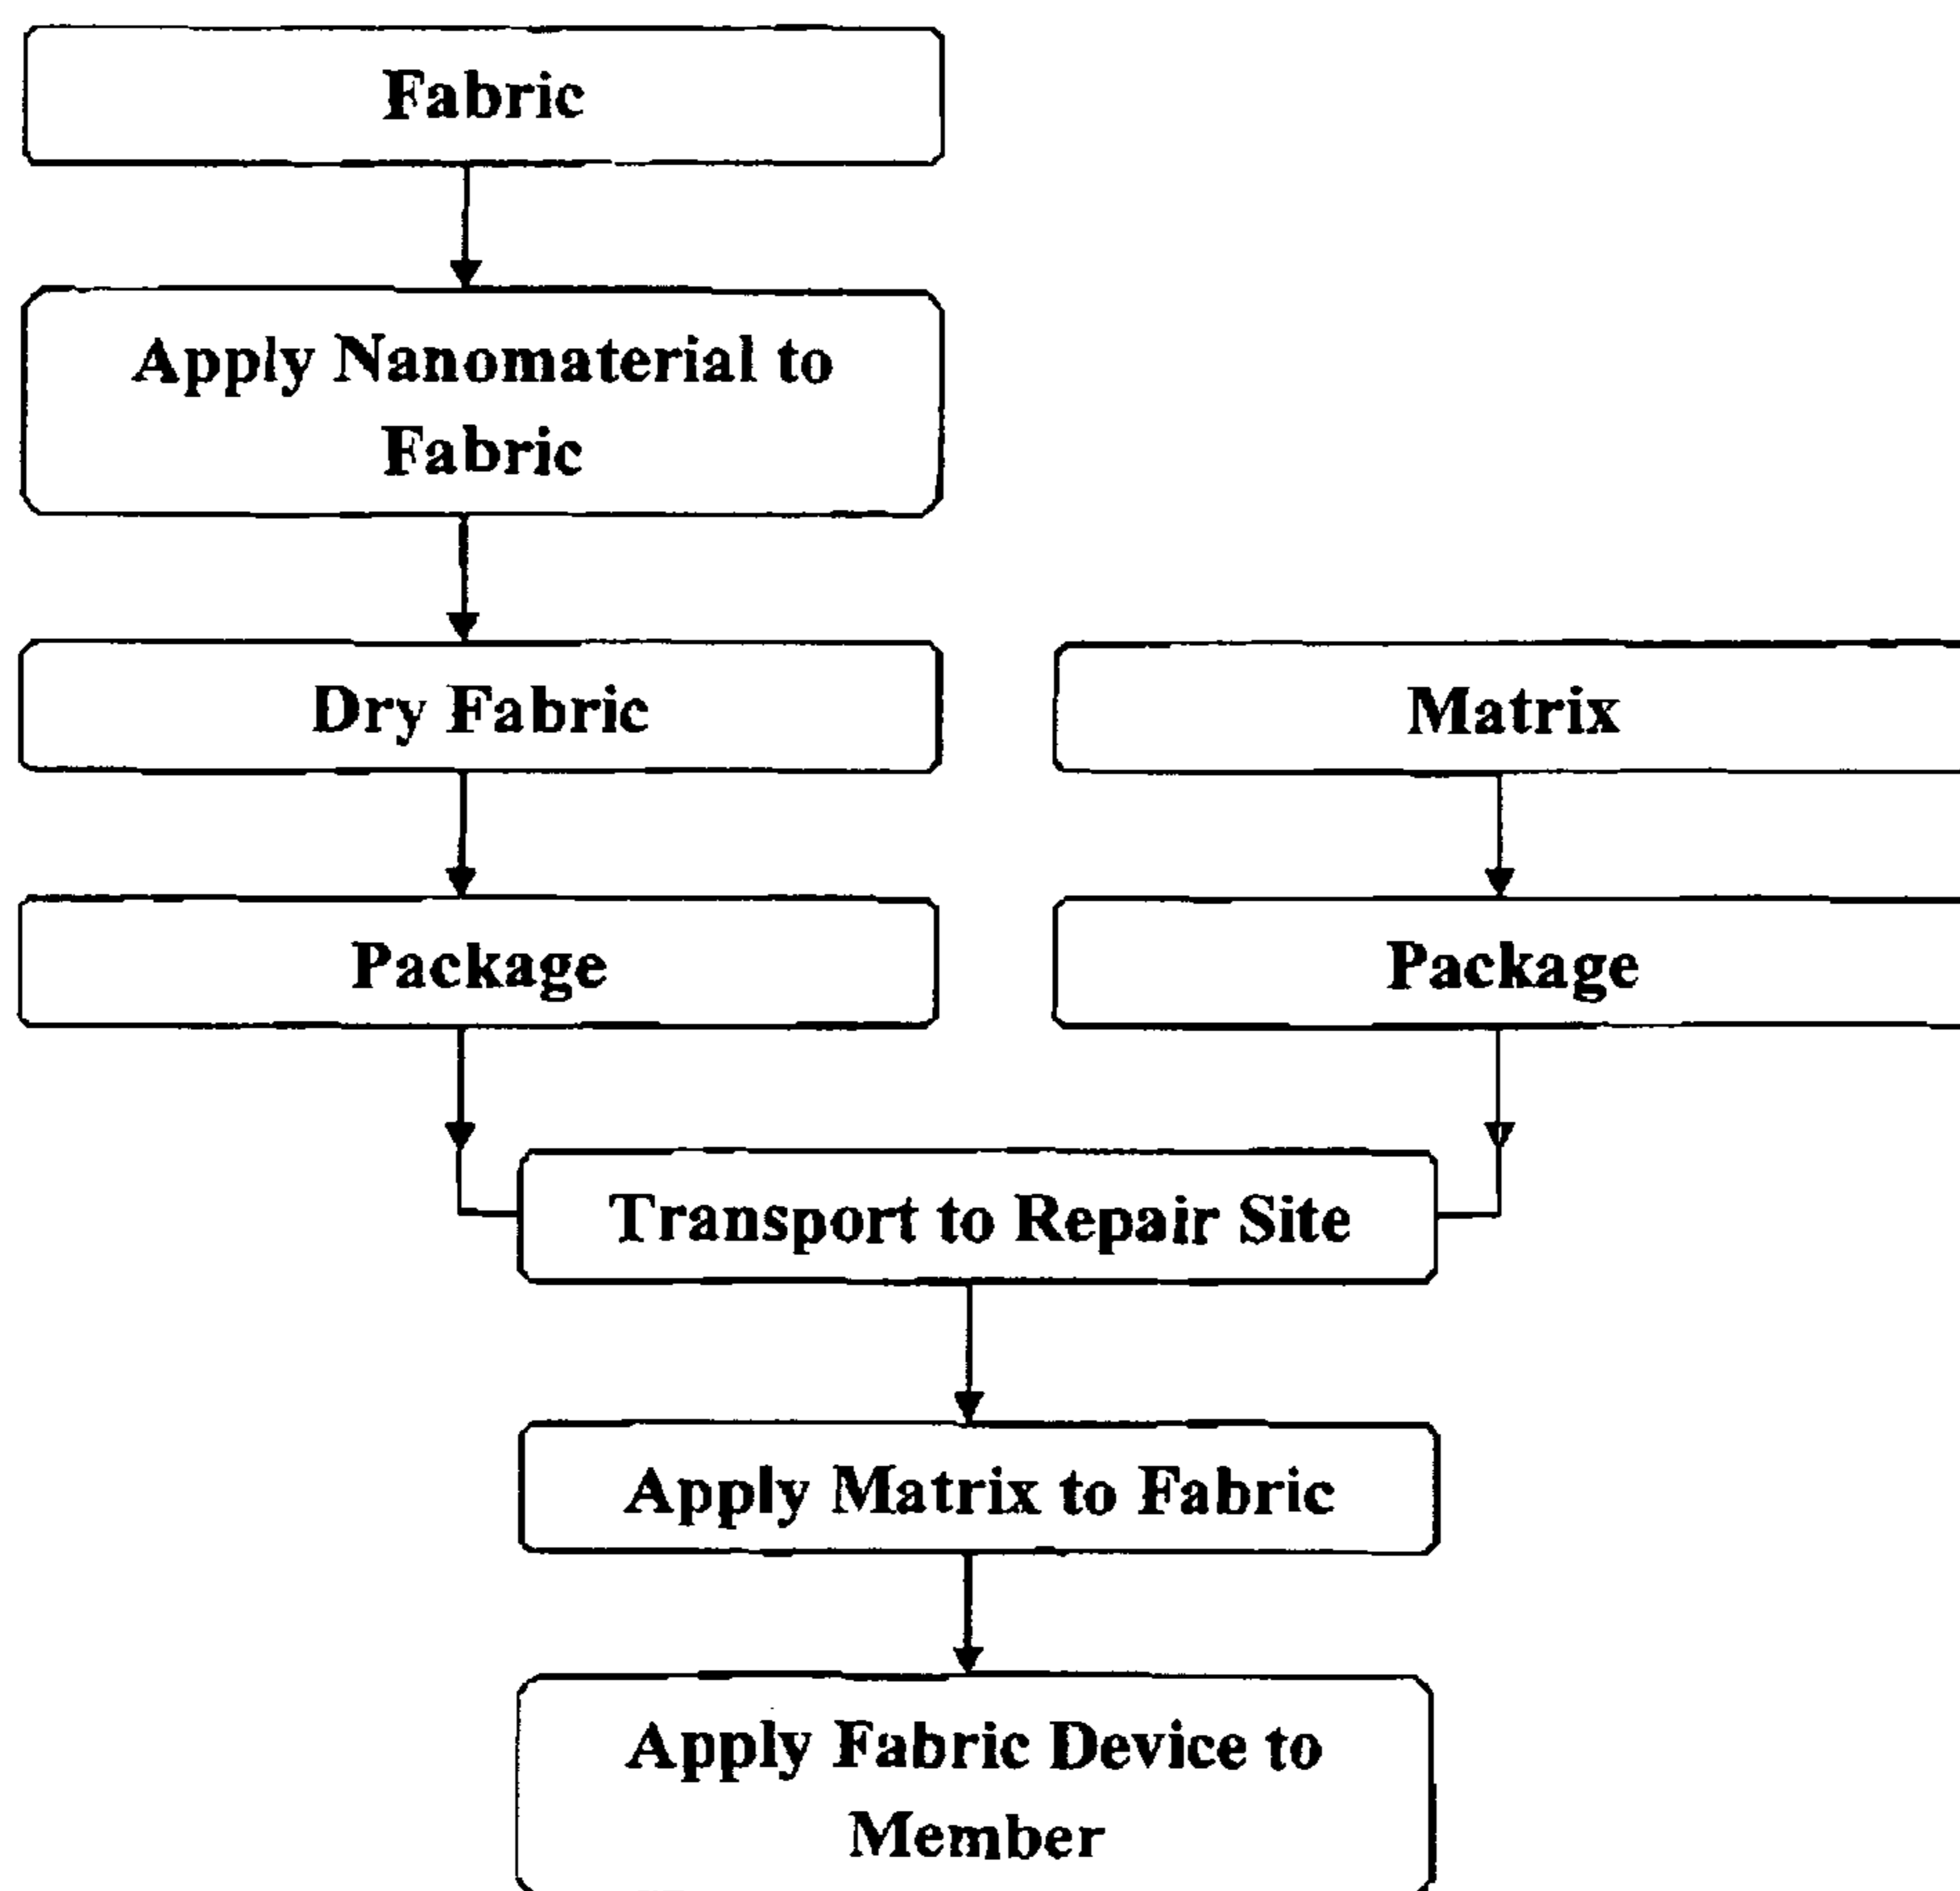 Fabric
Apply Nanomaterial to
Fabric
Dry Fabric
Matrix
Package
Package
Transport to Repair Site
Apply Matrix to Fabric
Apply Fabric Device to
Member